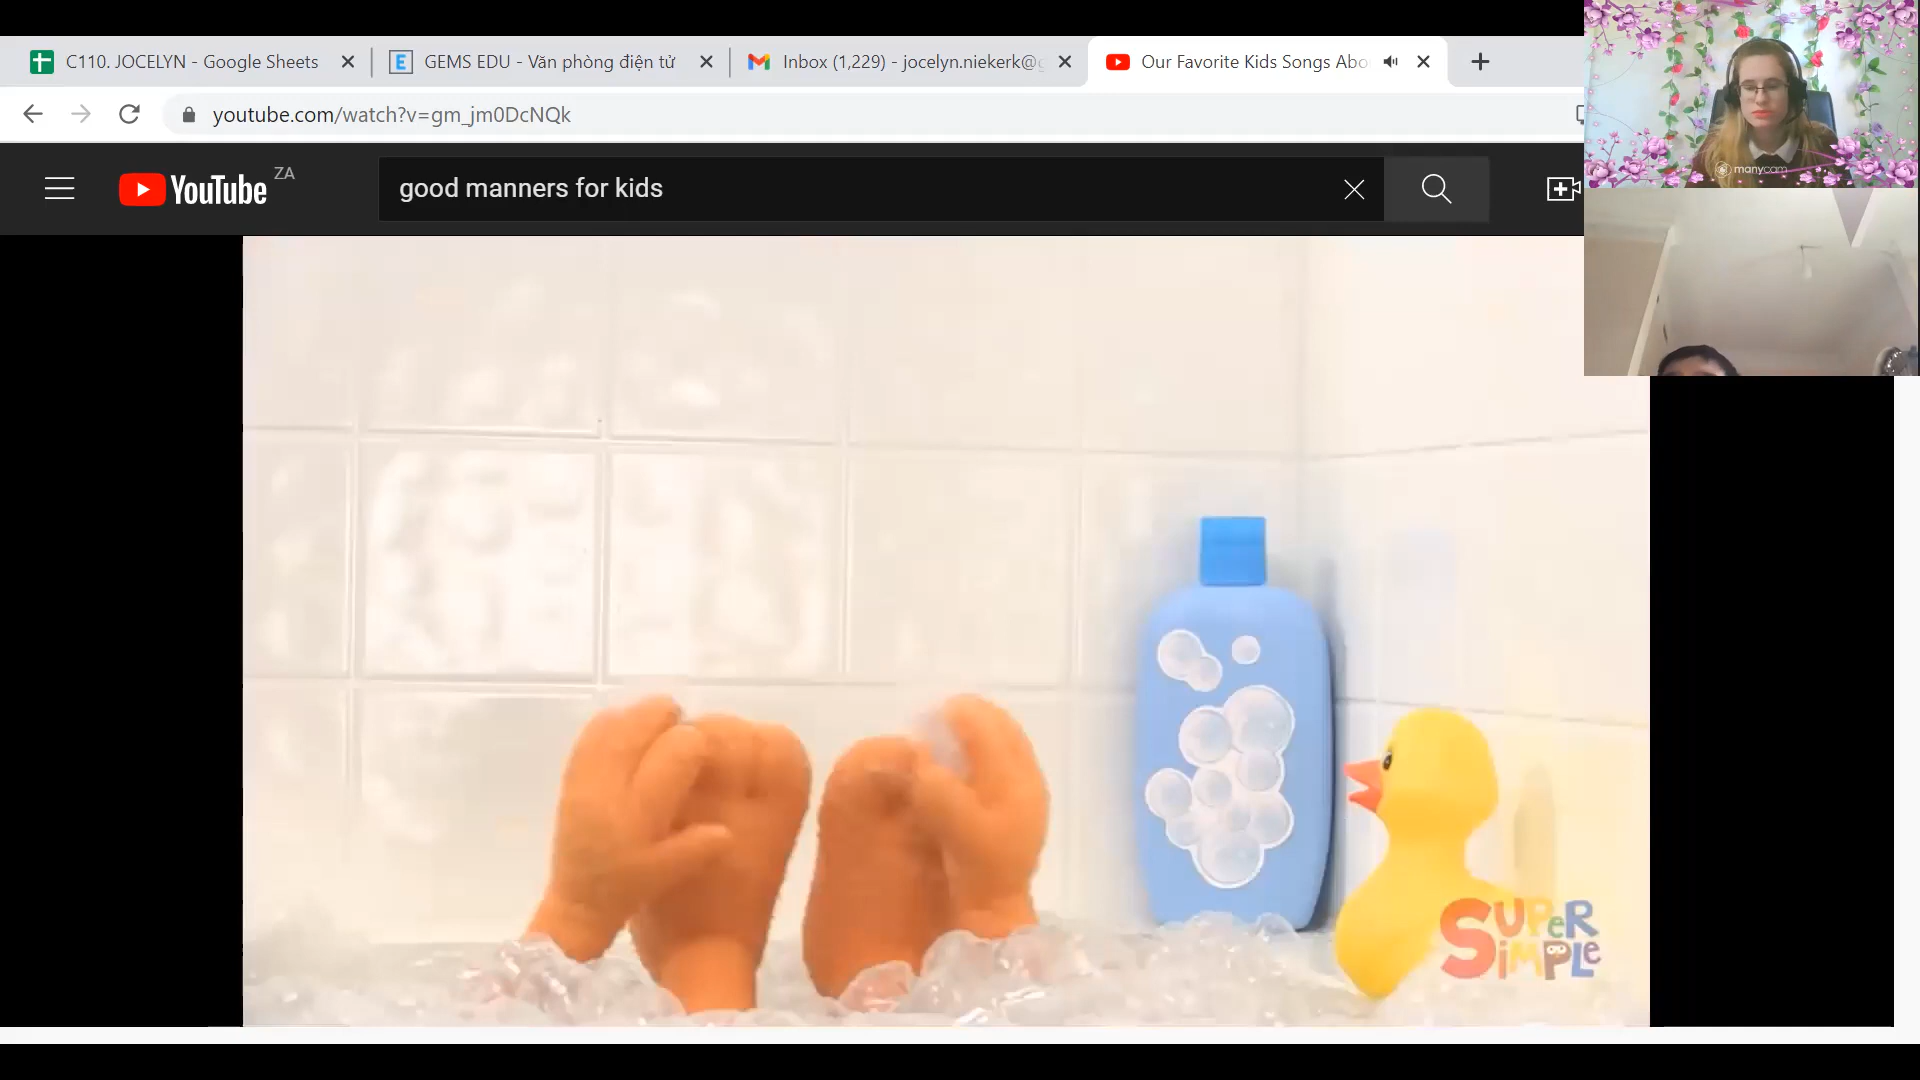 C110. JOCELYN - Google Sheets
GEMS EDU - Văn phòng điện tử
Inbox (1,229) - jocelyn.niekerk@g
Our Favorite Kids Songs Abo
youtube.com/watch?v=gm_jm0DcNQk
YouTube ZA
good manners for kids
manycam
SUPeR
SiMPLe